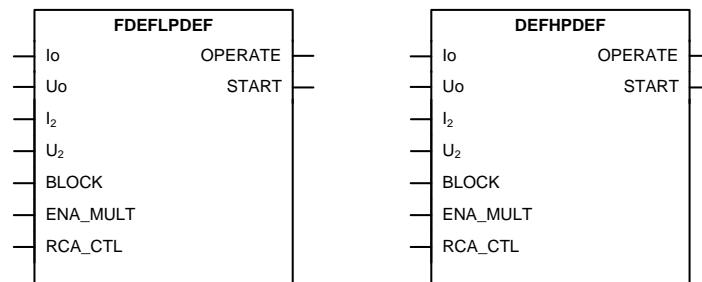 FDEFLPDEF
Io OPERATE
Uo START
I₂
U₂
BLOCK
ENA_MULT
RCA_CTL
DEFHPDEF
Io OPERATE
Uo START
I₂
U₂
BLOCK
ENA_MULT
RCA_CTL